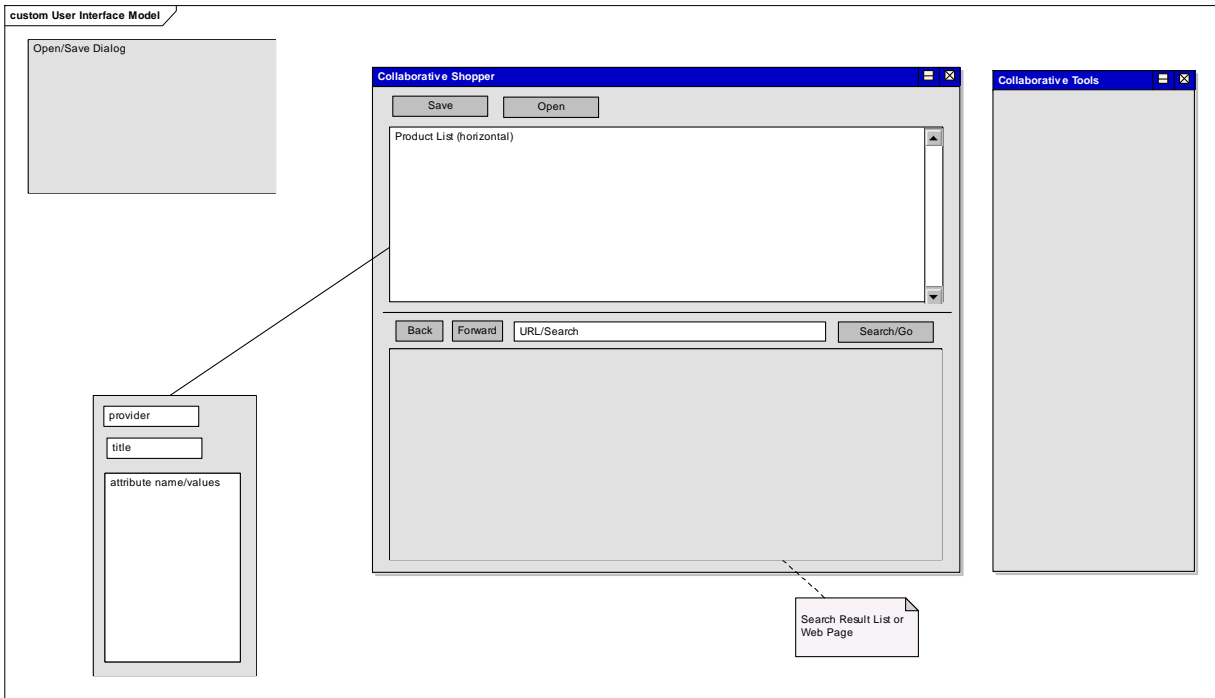 custom User Interface Model
Open/Save Dialog
Collaborative Shopper
Collaborative Tools
Save
Open
Product List (horizontal)
Back
Forward
URL/Search
Search/Go
provider
title
attribute name/values
Search Result List or
Web Page